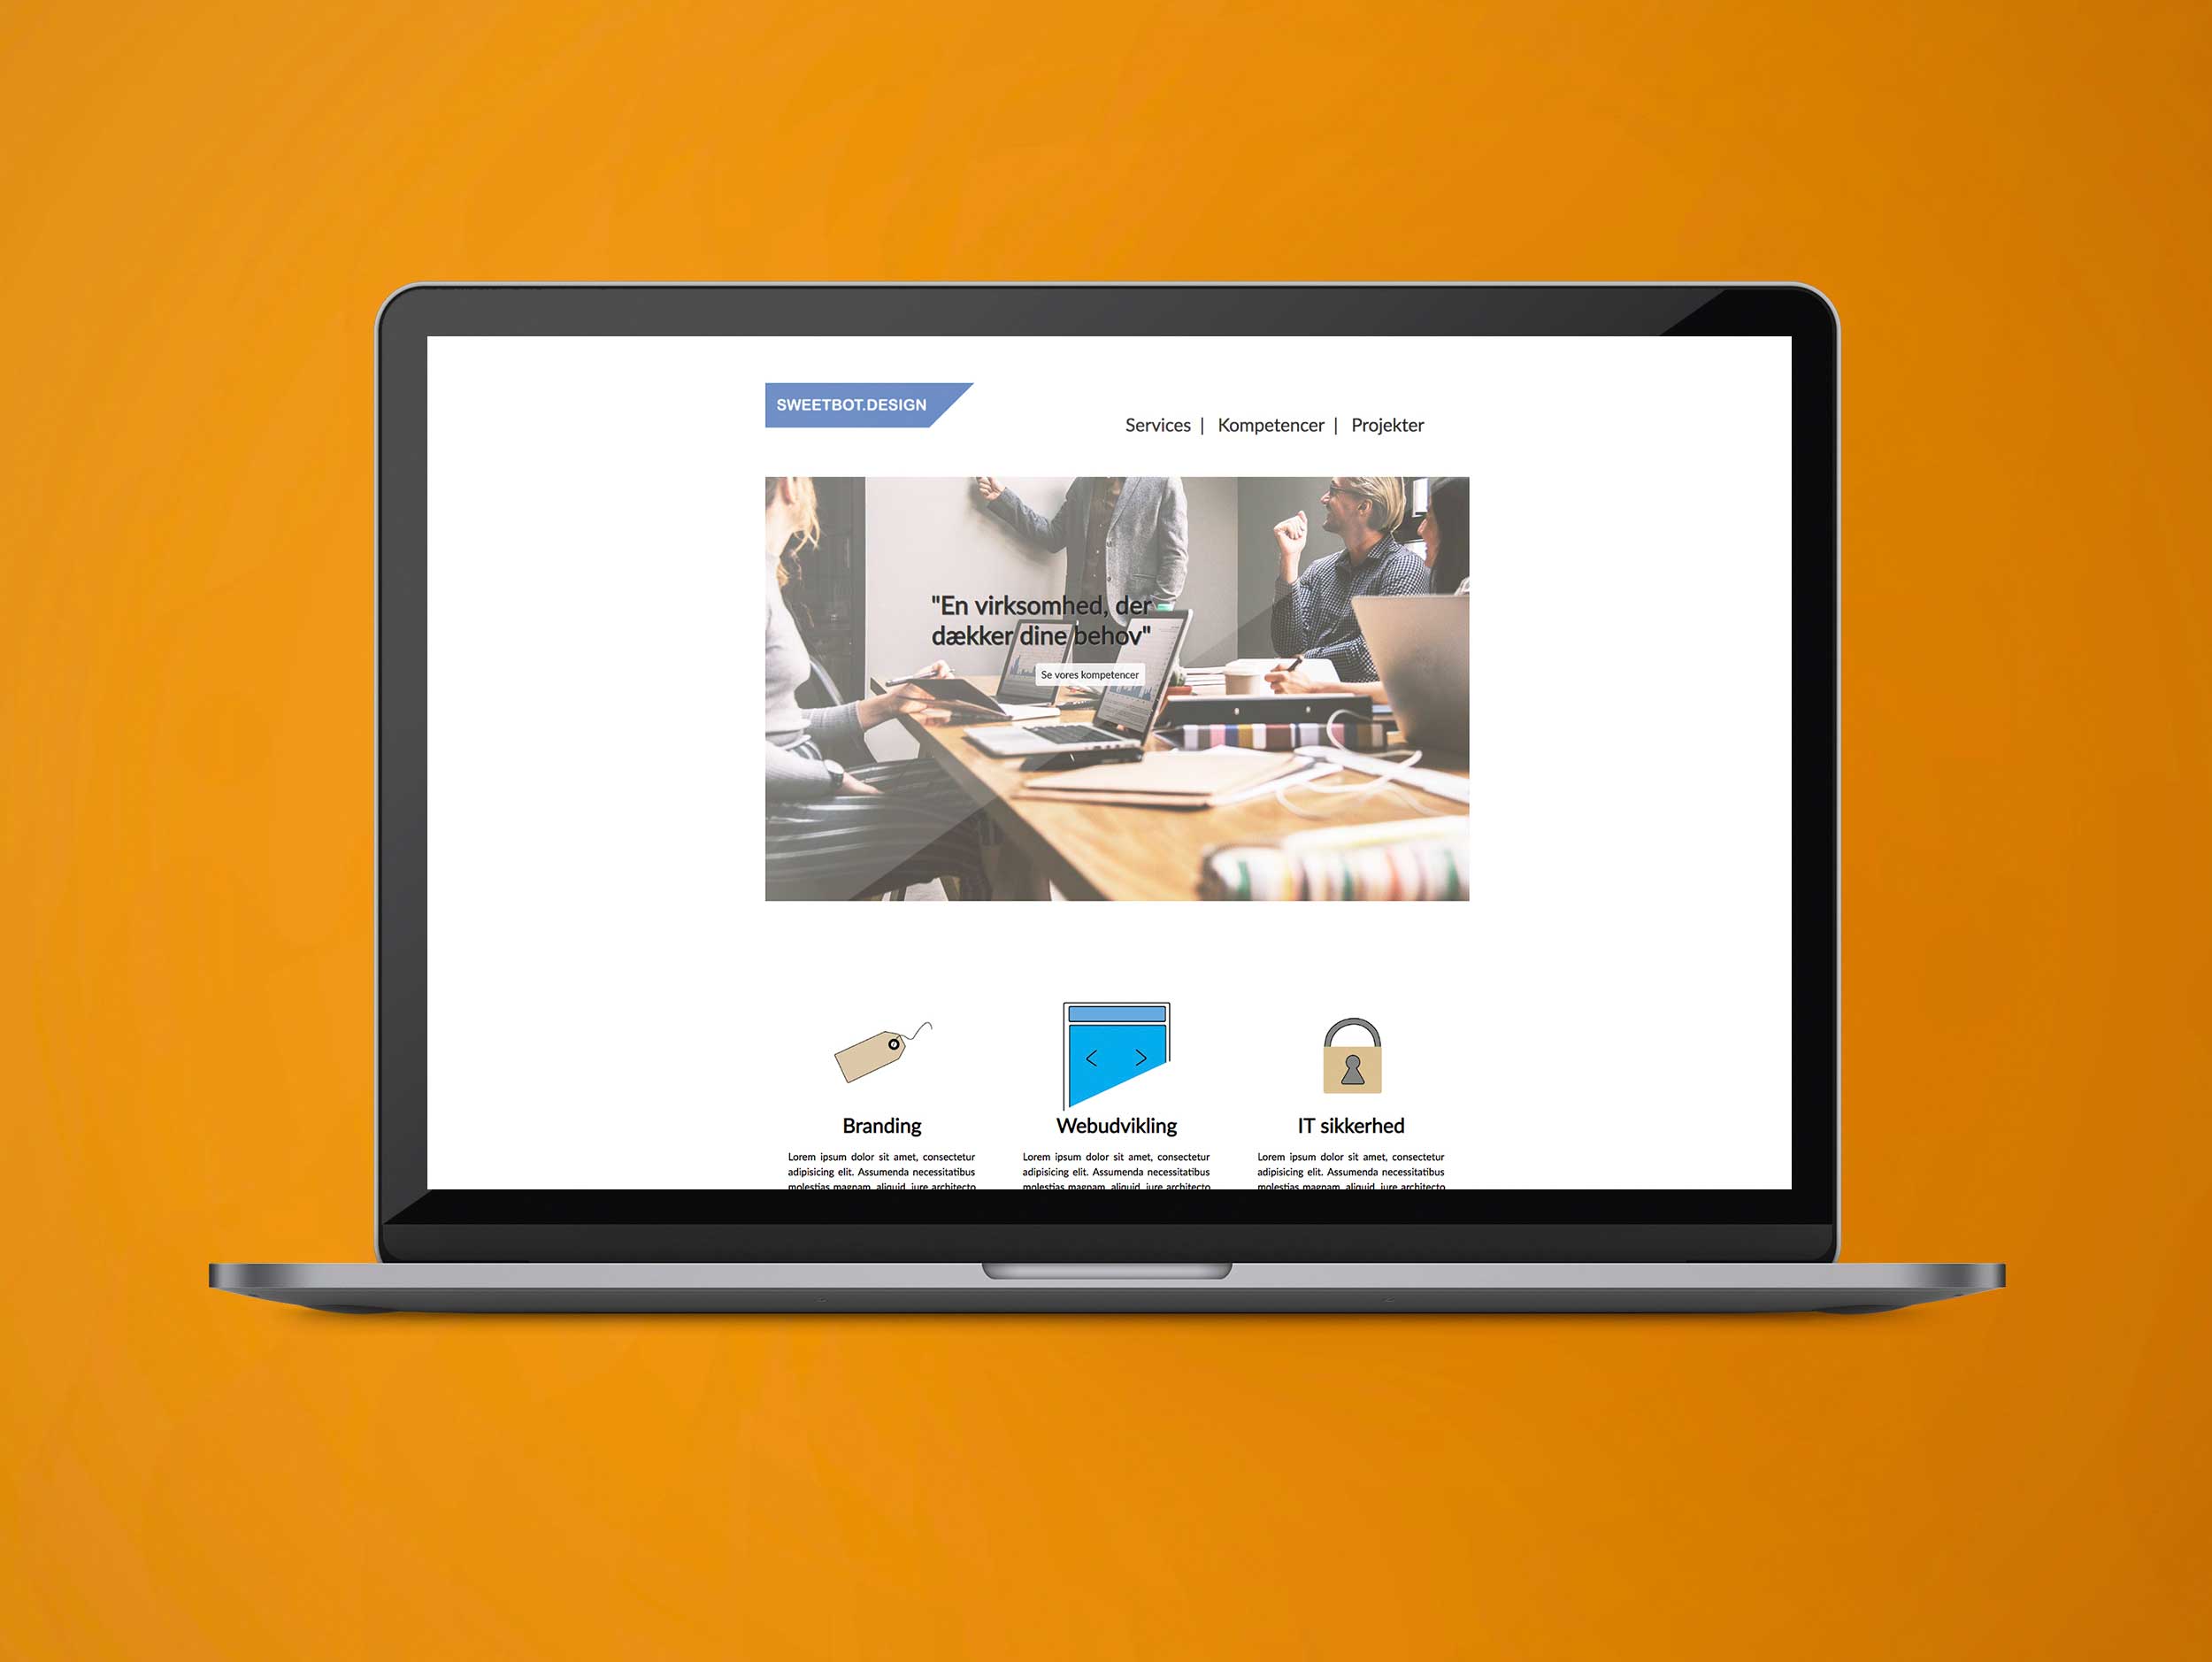 SWEETBOT.DESIGN
Services | Kompetencer | Projekter
"En virksomhed, der
dækker dine behov"
Se vores kompetencer
Branding
Lorem ipsum dolor sit amet, consectetur
adipisicing elit. Assumenda necessitatibus
molestias magnam, aliquid, iure architecto
Webudvikling
Lorem ipsum dolor sit amet, consectetur
adipisicing elit. Assumenda necessitatibus
molestias magnam, aliquid, iure architecto
IT sikkerhed
Lorem ipsum dolor sit amet, consectetur
adipisicing elit. Assumenda necessitatibus
molestias magnam, aliquid, iure architecto